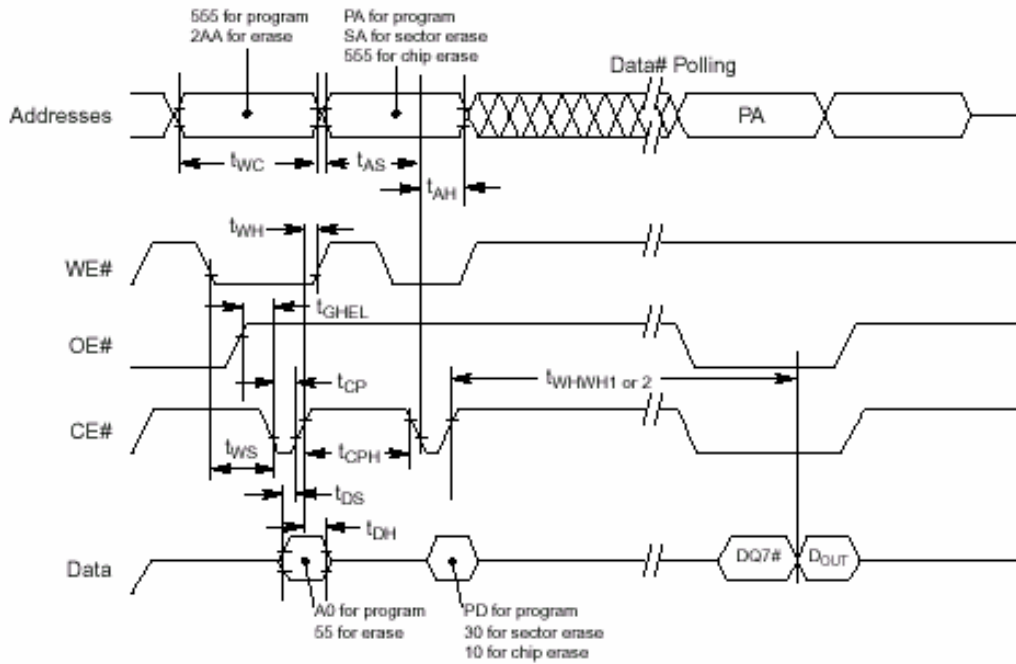 555 for program
2AA for erase
PA for program
SA for sector erase
555 for chip erase
Data# Polling
Addresses
PA
tWC
tAS
tAH
tWH
WE#
tGHEL
OE#
tCP
tWHWH1 or 2
CE#
tWS
tCPH
tDS
tDH
Data
DQ7#
DOUT
A0 for program
55 for erase
PD for program
30 for sector erase
10 for chip erase